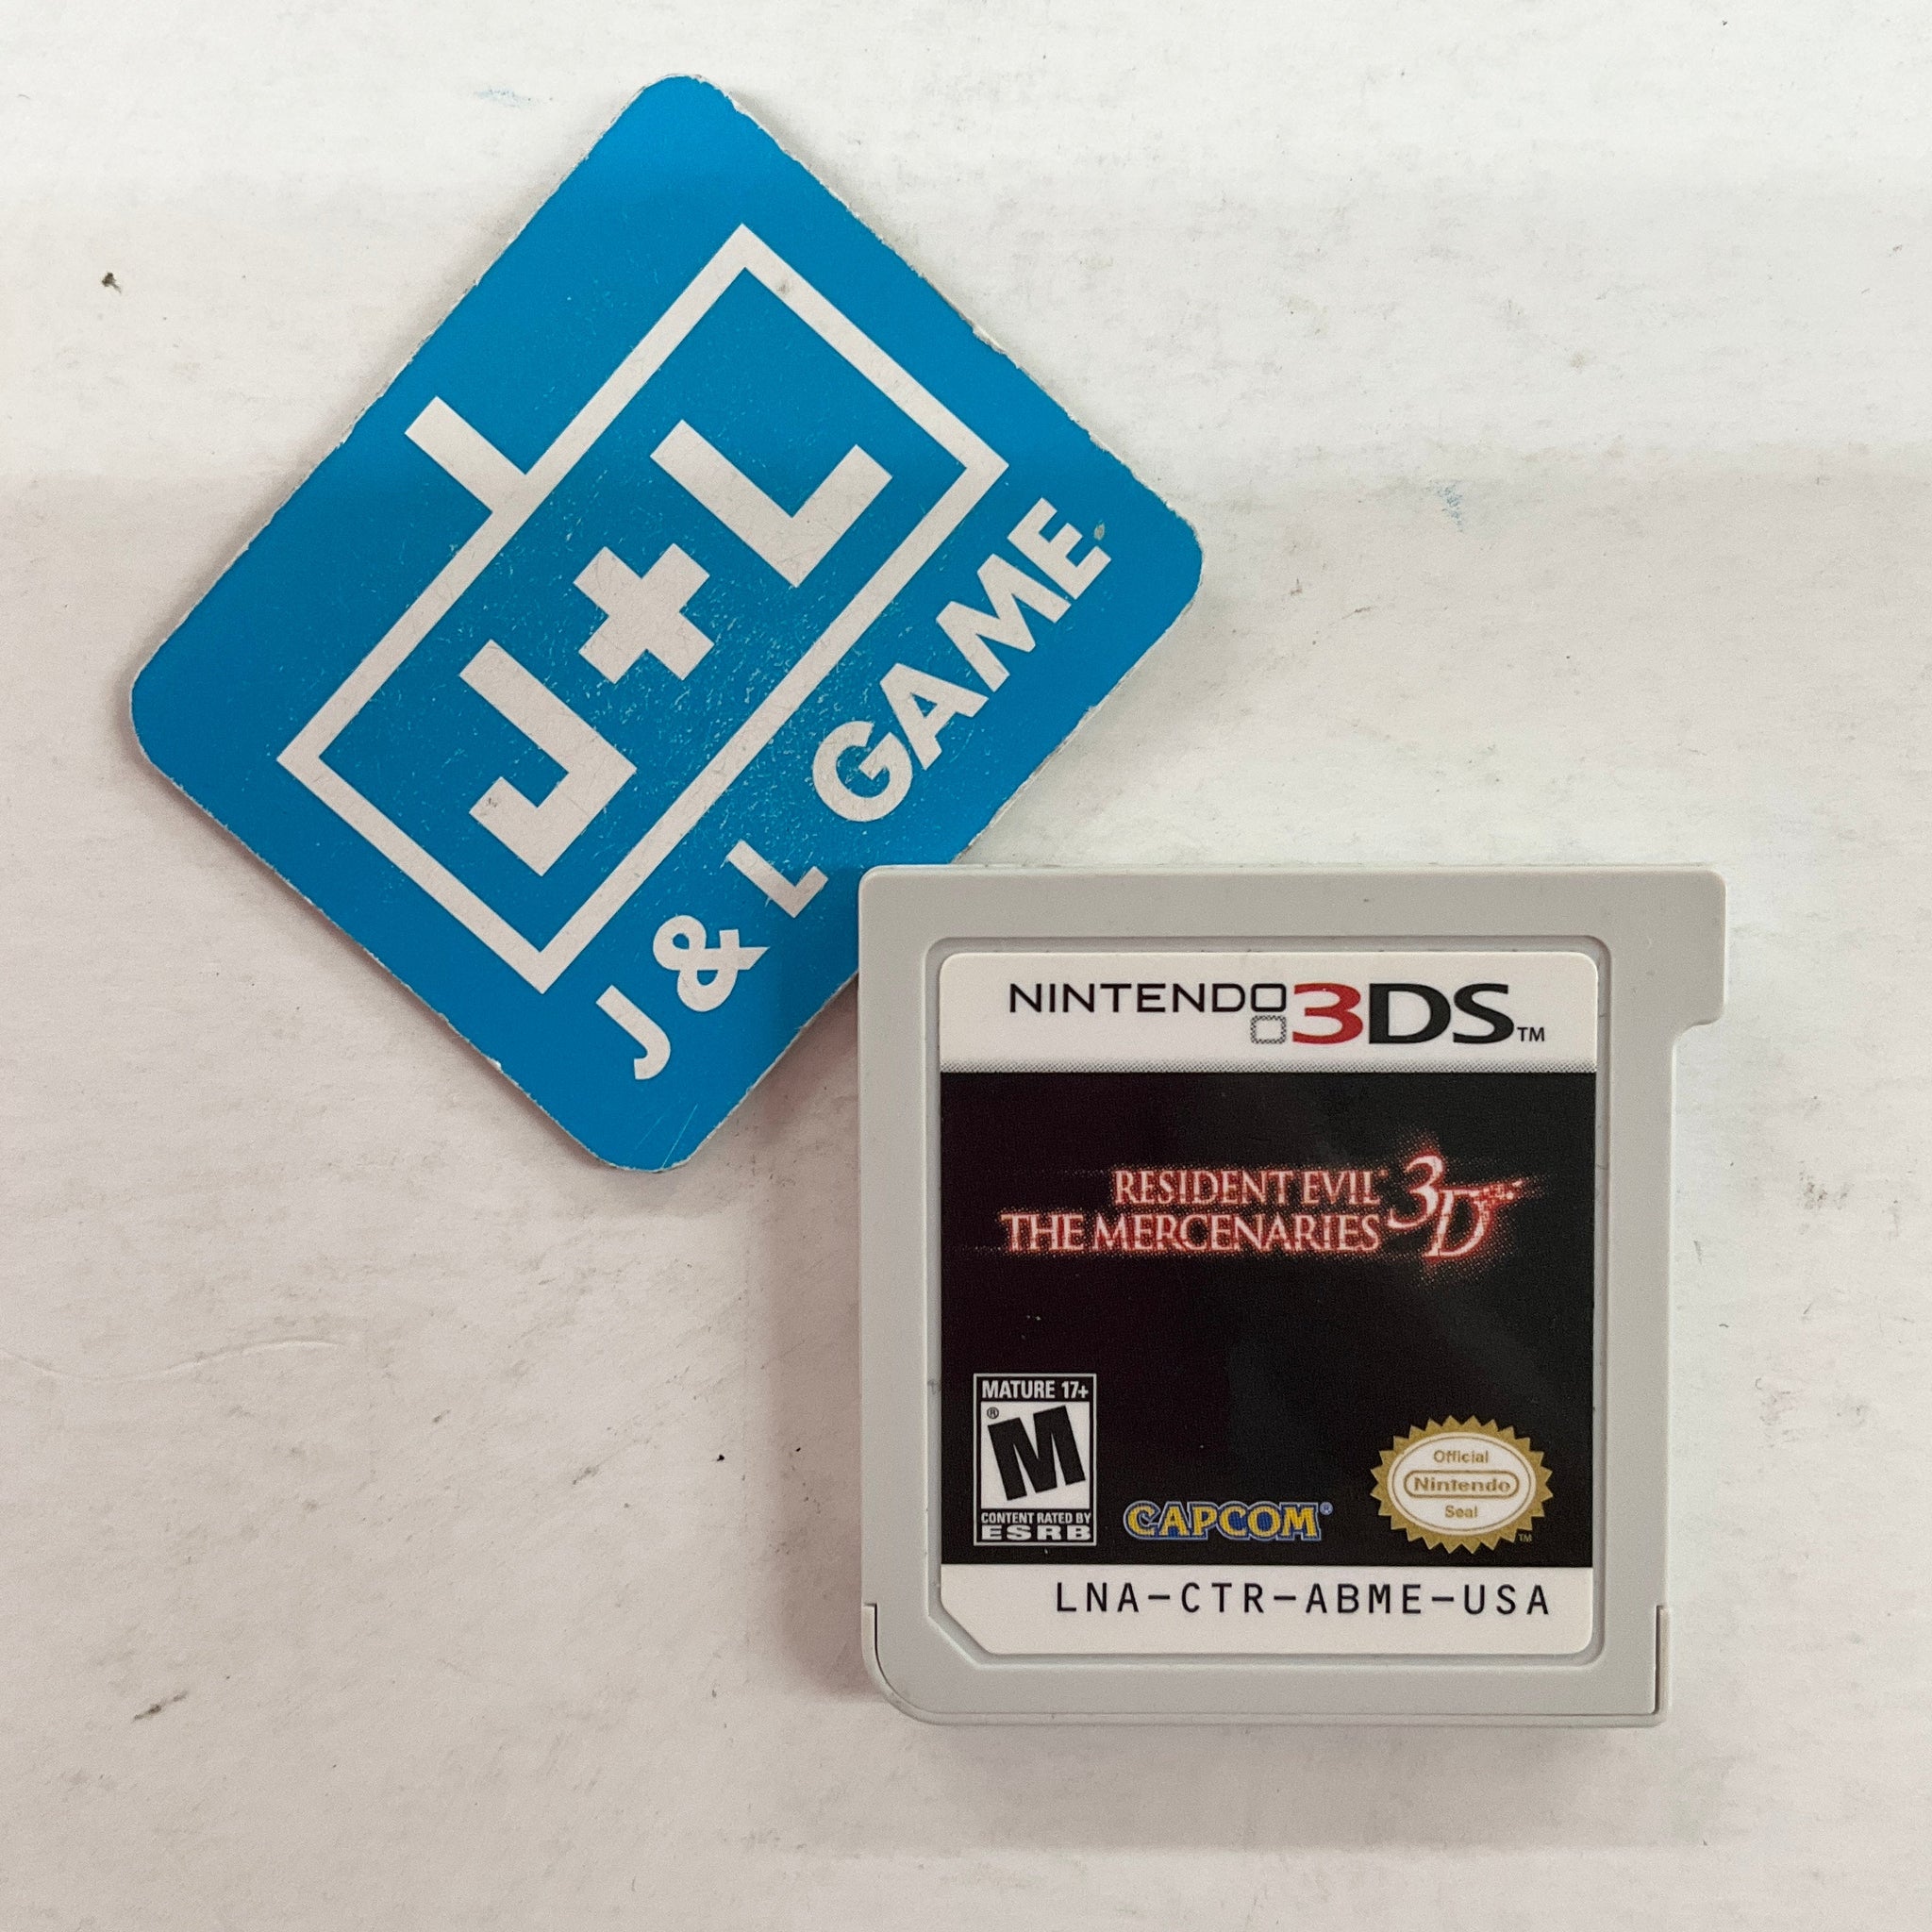 J+L
J & L GAME
NINTENDO 3DS™
RESIDENT EVIL® 3D
THE MERCENARIES
MATURE 17+
M®
CONTENT RATED BY
ESRB
CAPCOM®
Official
Nintendo
Seal
TM
LNA-CTR-ABME-USA